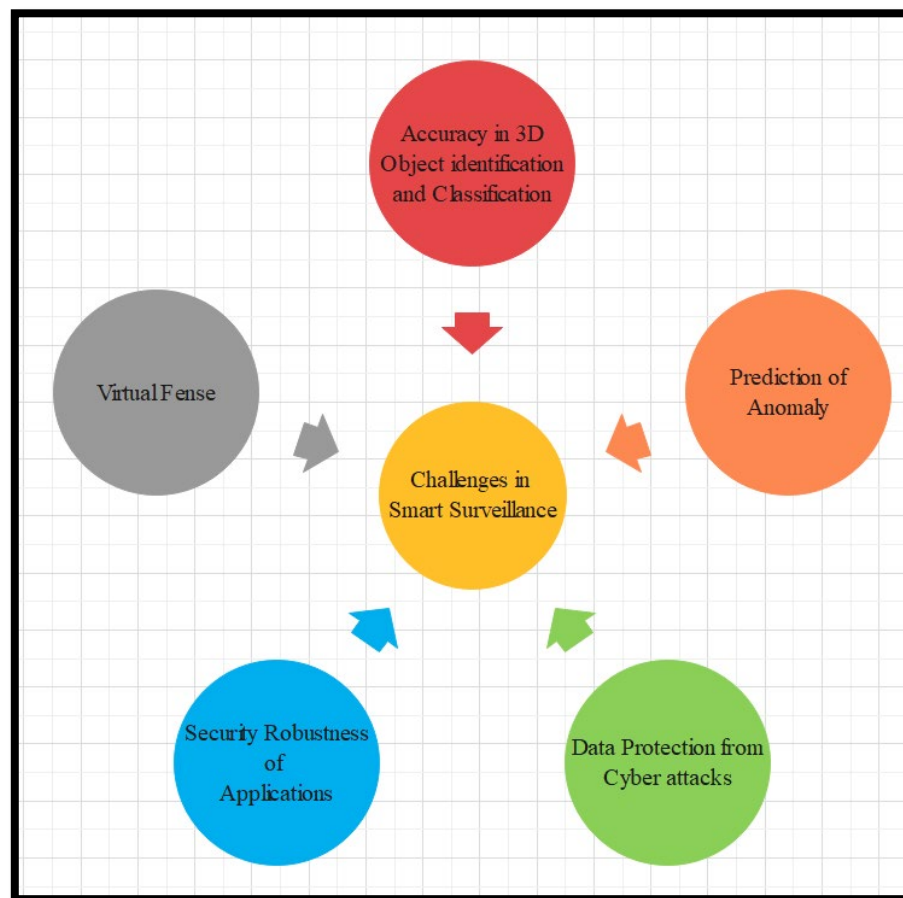 Accuracy in 3D
Object identification
and Classification
Virtual Fense
Prediction of
Anomaly
Challenges in
Smart Surveillance
Security Robustness
of
Applications
Data Protection from
Cyber attacks